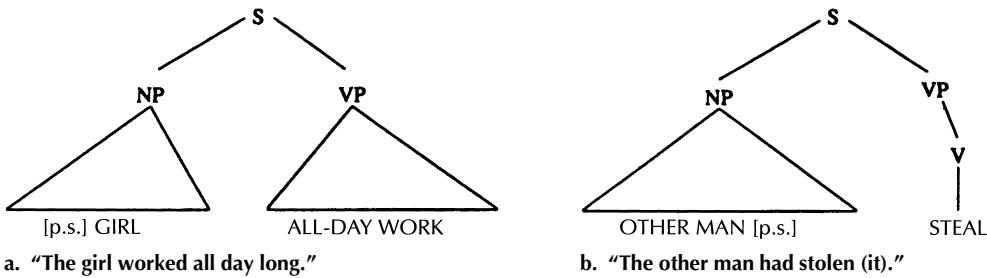 S
NP VP
[p.s.] GIRL ALL-DAY WORK
a. “The girl worked all day long.”
S
NP VP
V
OTHER MAN [p.s.] STEAL
b. “The other man had stolen (it).”